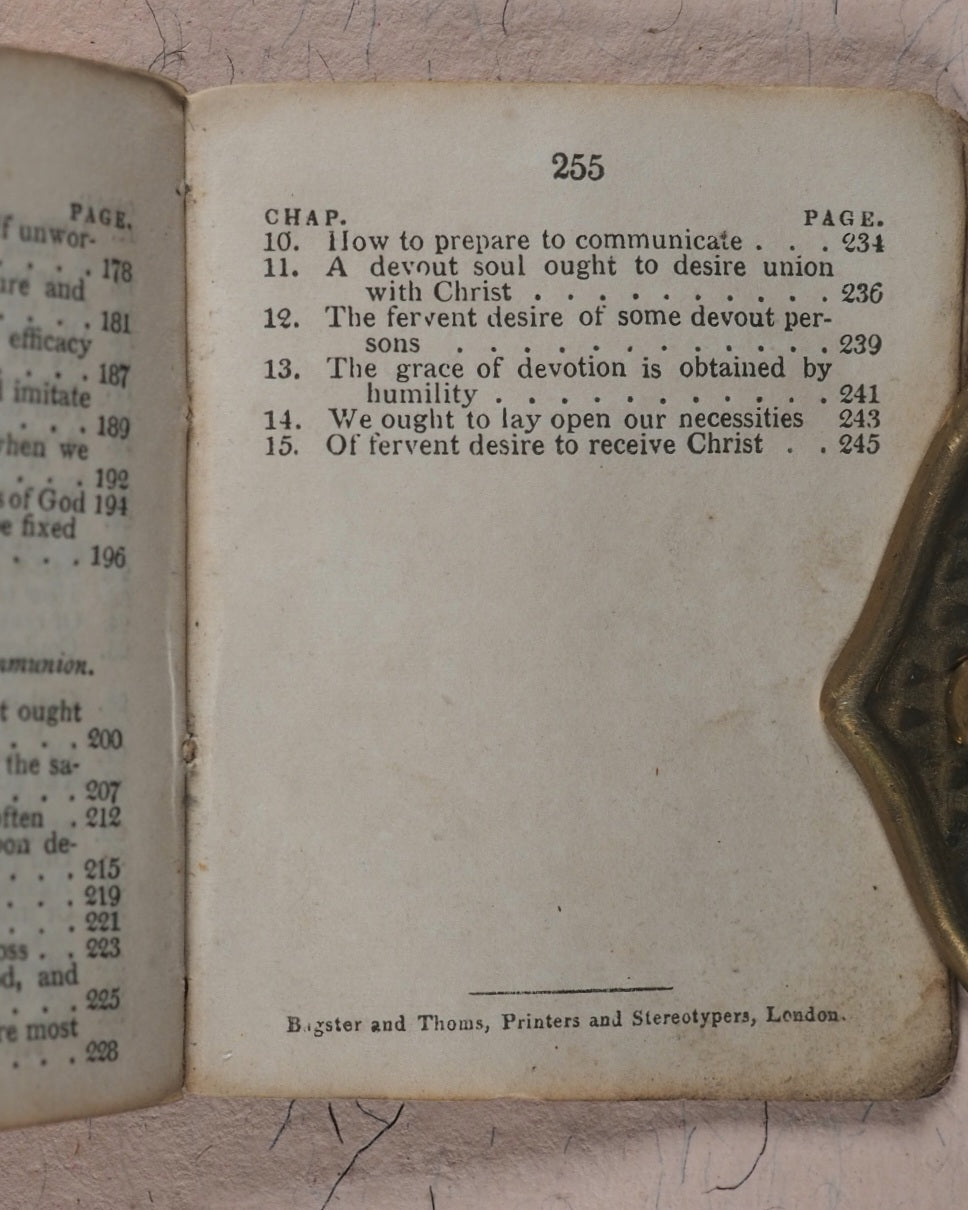 PAGE.
f unwor-
. . . . 178
ure and
. . . . 181
efficacy
. . . . 187
imitate
. . . . 189
hen we
. . . . 192
of God 194
e fixed
. . . 196
munion.
t ought
. . . 200
the sa-
. . . 207
ften . 212
on de-
. . . 215
. . . 219
. . . 221
oss . . 223
d, and
. . . 225
re most
. . . 228
255
CHAP. PAGE.
10. How to prepare to communicate . . . 234
11. A devout soul ought to desire union
with Christ . . . . . . . . . . . . 236
12. The fervent desire of some devout per-
sons . . . . . . . . . . . . . . 239
13. The grace of devotion is obtained by
humility . . . . . . . . . . . . 241
14. We ought to lay open our necessities 243
15. Of fervent desire to receive Christ . . 245
Bagster and Thoms, Printers and Stereotypers, London.